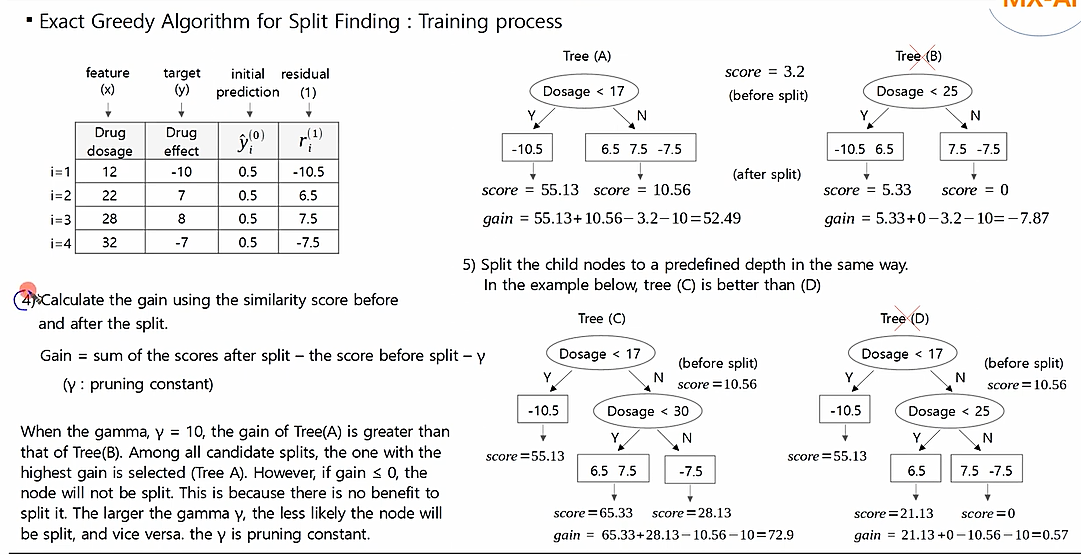 MX-AI
▪ Exact Greedy Algorithm for Split Finding : Training process
feature (x) target (y) initial prediction residual (1)
Drug dosage Drug effect ŷᵢ⁽⁰⁾ rᵢ⁽¹⁾
i=1 12 -10 0.5 -10.5
i=2 22 7 0.5 6.5
i=3 28 8 0.5 7.5
i=4 32 -7 0.5 -7.5
4) Calculate the gain using the similarity score before
and after the split.
Gain = sum of the scores after split – the score before split – γ
(γ : pruning constant)
When the gamma, γ = 10, the gain of Tree(A) is greater than
that of Tree(B). Among all candidate splits, the one with the
highest gain is selected (Tree A). However, if gain ≤ 0, the
node will not be split. This is because there is no benefit to
split it. The larger the gamma γ, the less likely the node will
be split, and vice versa. the γ is pruning constant.
Tree (A)
Dosage < 17
Y N
-10.5 6.5 7.5 -7.5
score = 55.13 score = 10.56
gain = 55.13+10.56−3.2−10=52.49
score = 3.2
(before split)
(after split)
Tree (B)
Dosage < 25
Y N
-10.5 6.5 7.5 -7.5
score = 5.33 score = 0
gain = 5.33+0−3.2−10=−7.87
5) Split the child nodes to a predefined depth in the same way.
In the example below, tree (C) is better than (D)
Tree (C)
Dosage < 17
(before split)
Y N
score=10.56
-10.5 Dosage < 30
Y N
score=55.13
6.5 7.5 -7.5
score=65.33 score=28.13
gain = 65.33+28.13−10.56−10=72.9
Tree (D)
Dosage < 17
(before split)
Y N
score=10.56
-10.5 Dosage < 25
Y N
score=55.13
6.5 7.5 -7.5
score=21.13 score=0
gain = 21.13+0−10.56−10=0.57